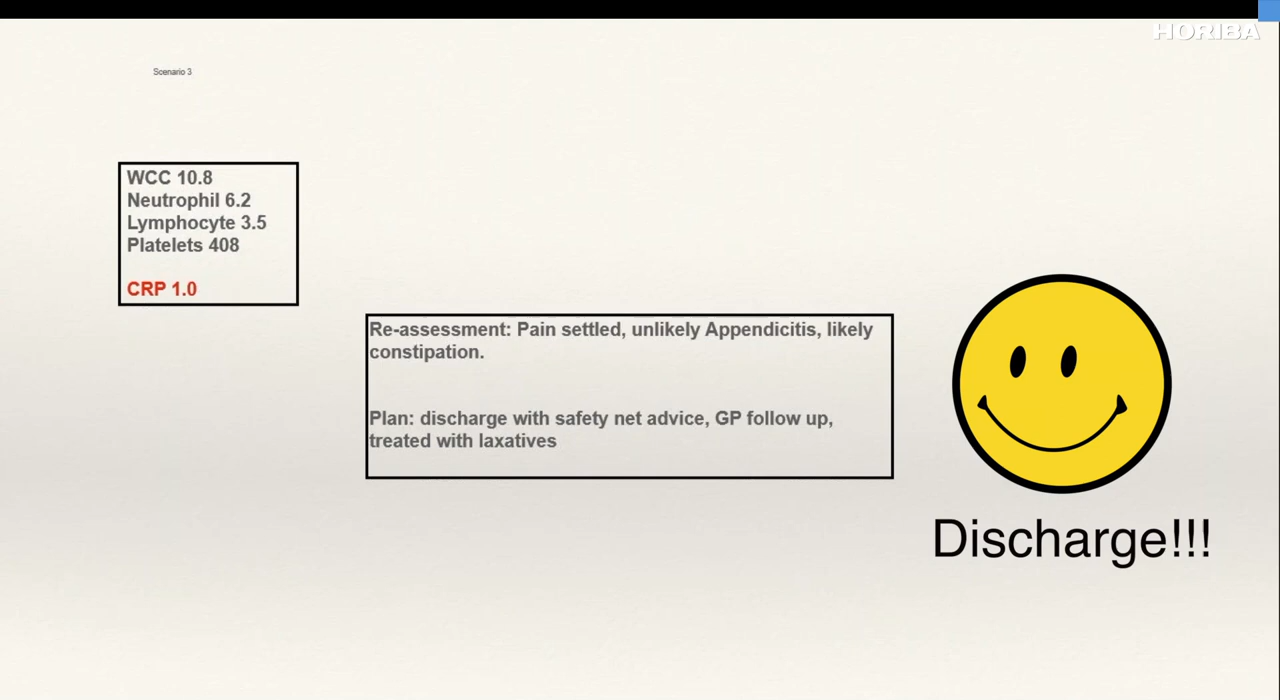 HORIBA
Scenario 3
WCC 10.8
Neutrophil 6.2
Lymphocyte 3.5
Platelets 408
CRP 1.0
Re-assessment: Pain settled, unlikely Appendicitis, likely
constipation.
Plan: discharge with safety net advice, GP follow up,
treated with laxatives
Discharge!!!